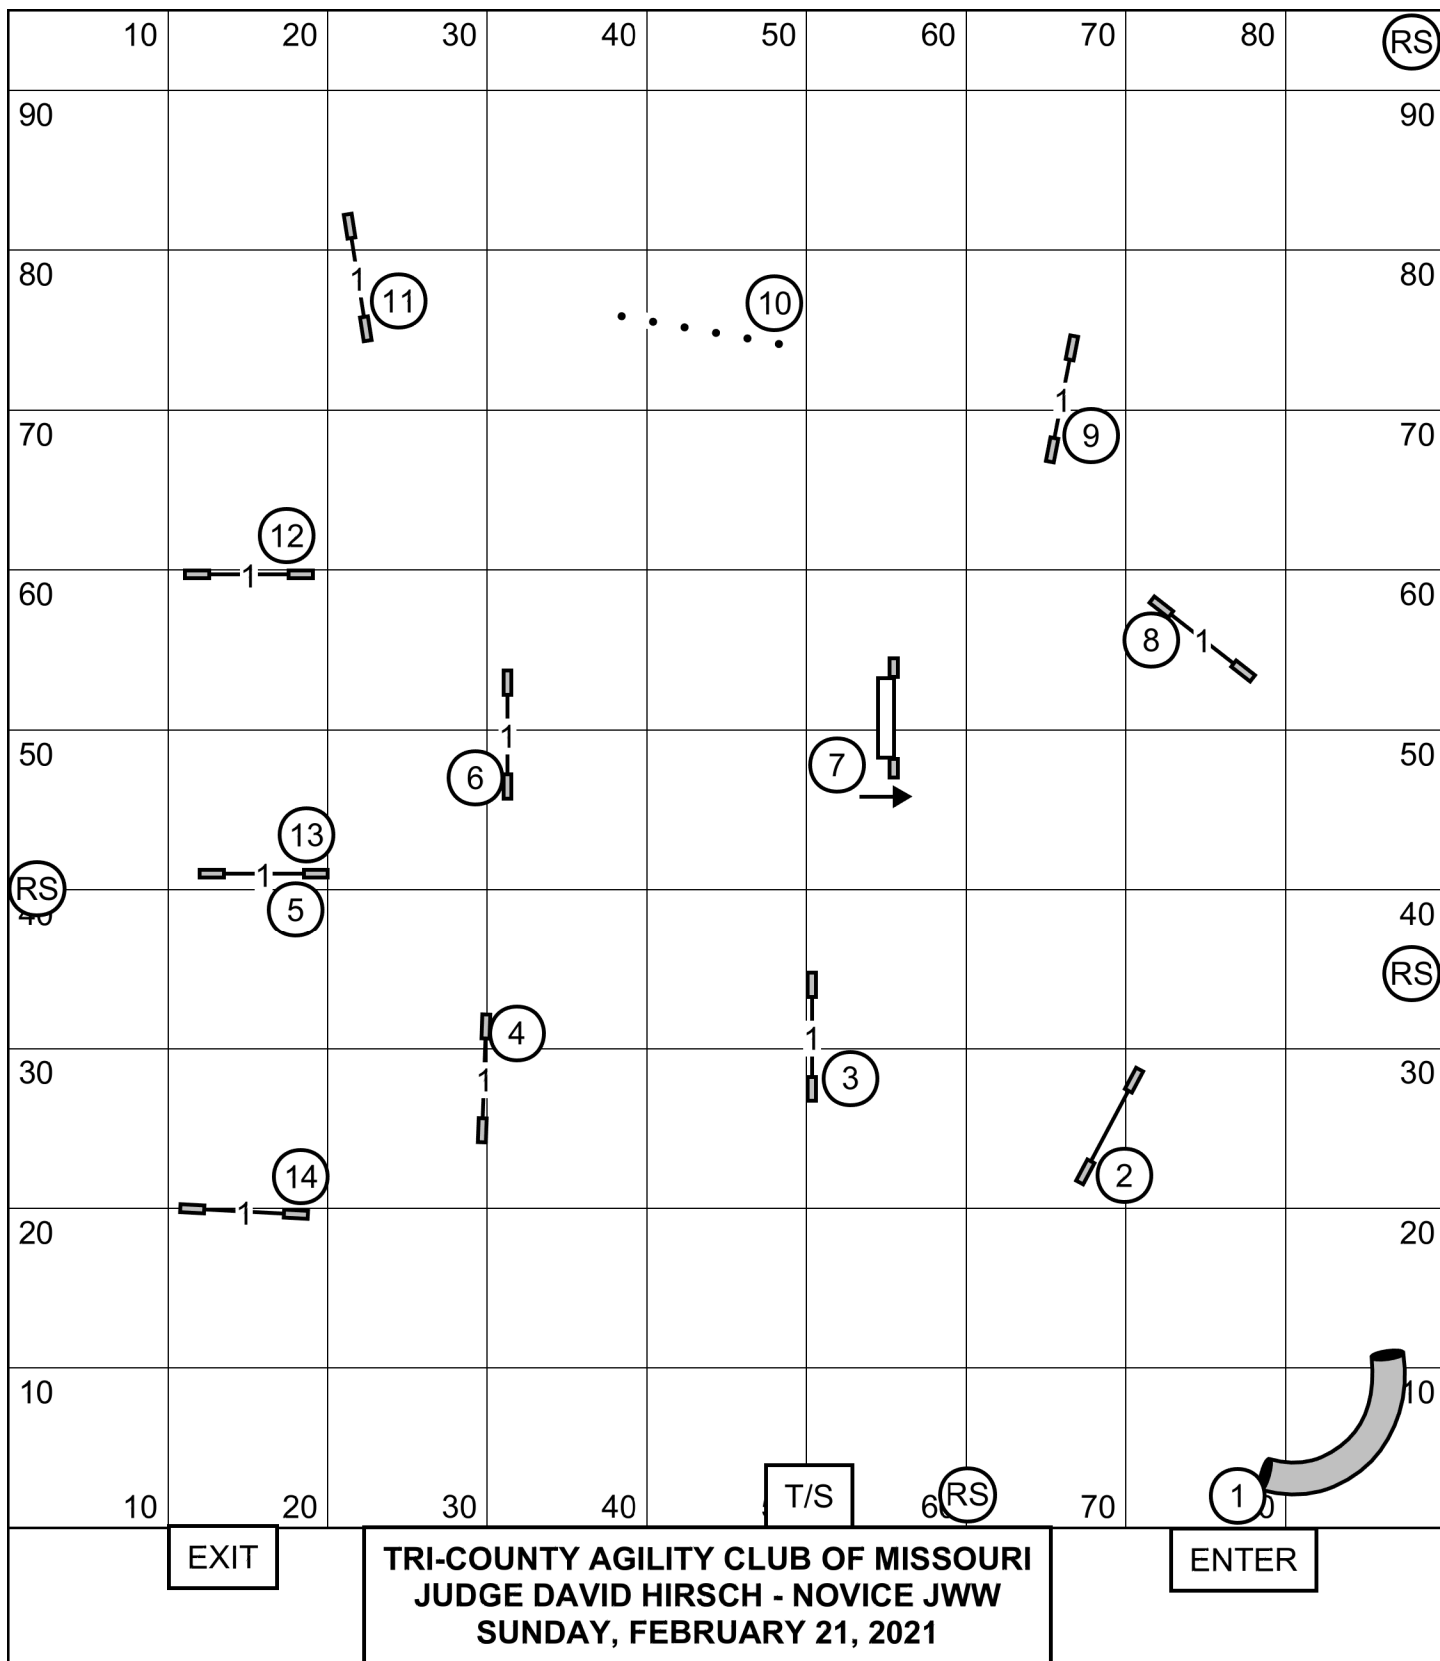 10 20 30 40 50 60 70 80 RS
90 90
80 80
1 11 10
70 1 9 70
12
1
60 60
8 1
1
50 6 7 50
13
1
RS
5 40
RS
4
1
3
1
30 30
14 2
1
20 20
10 10
10 20 30 40 T/S RS 70 1
EXIT
ENTER
TRI-COUNTY AGILITY CLUB OF MISSOURI
JUDGE DAVID HIRSCH - NOVICE JWW
SUNDAY, FEBRUARY 21, 2021